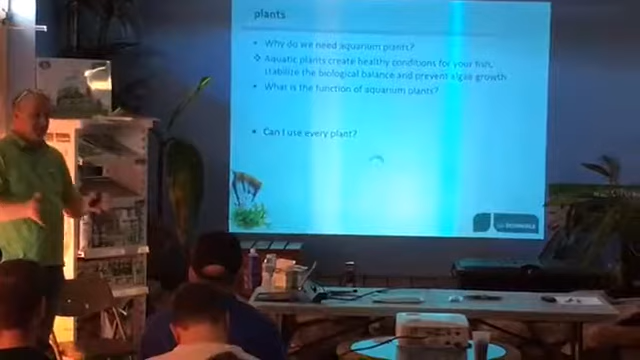 plants
• Why do we need aquarium plants?
❖ Aquatic plants create healthy conditions for your fish,
stabilize the biological balance and prevent algae growth
• What is the function of aquarium plants?
• Can I use every plant?